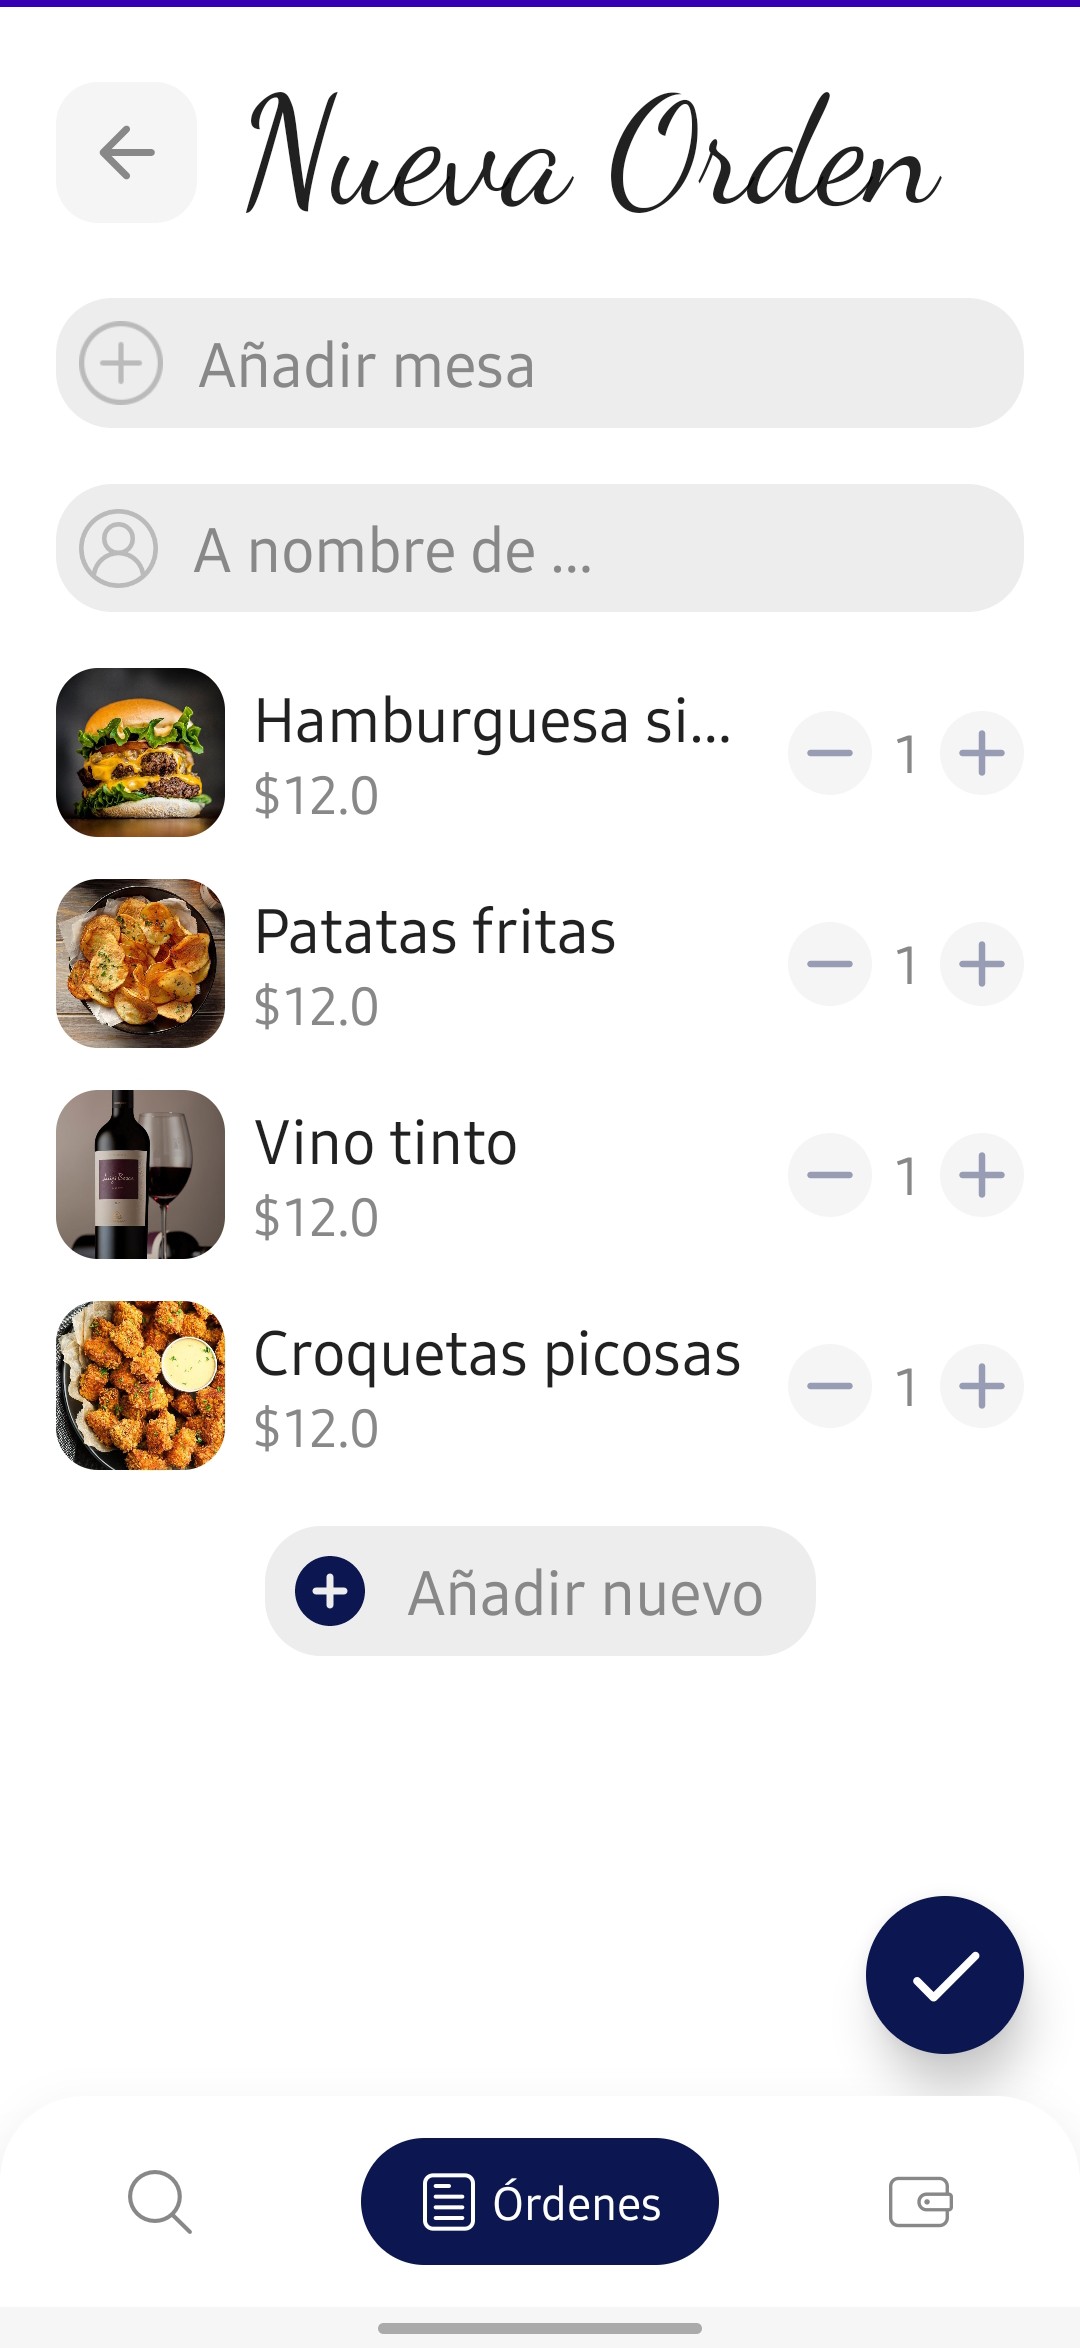 Nueva Orden
Añadir mesa
A nombre de ...
Hamburguesa si...
$12.0
1
Patatas fritas
$12.0
1
Vino tinto
$12.0
1
Croquetas picosas
$12.0
1
Añadir nuevo
Órdenes